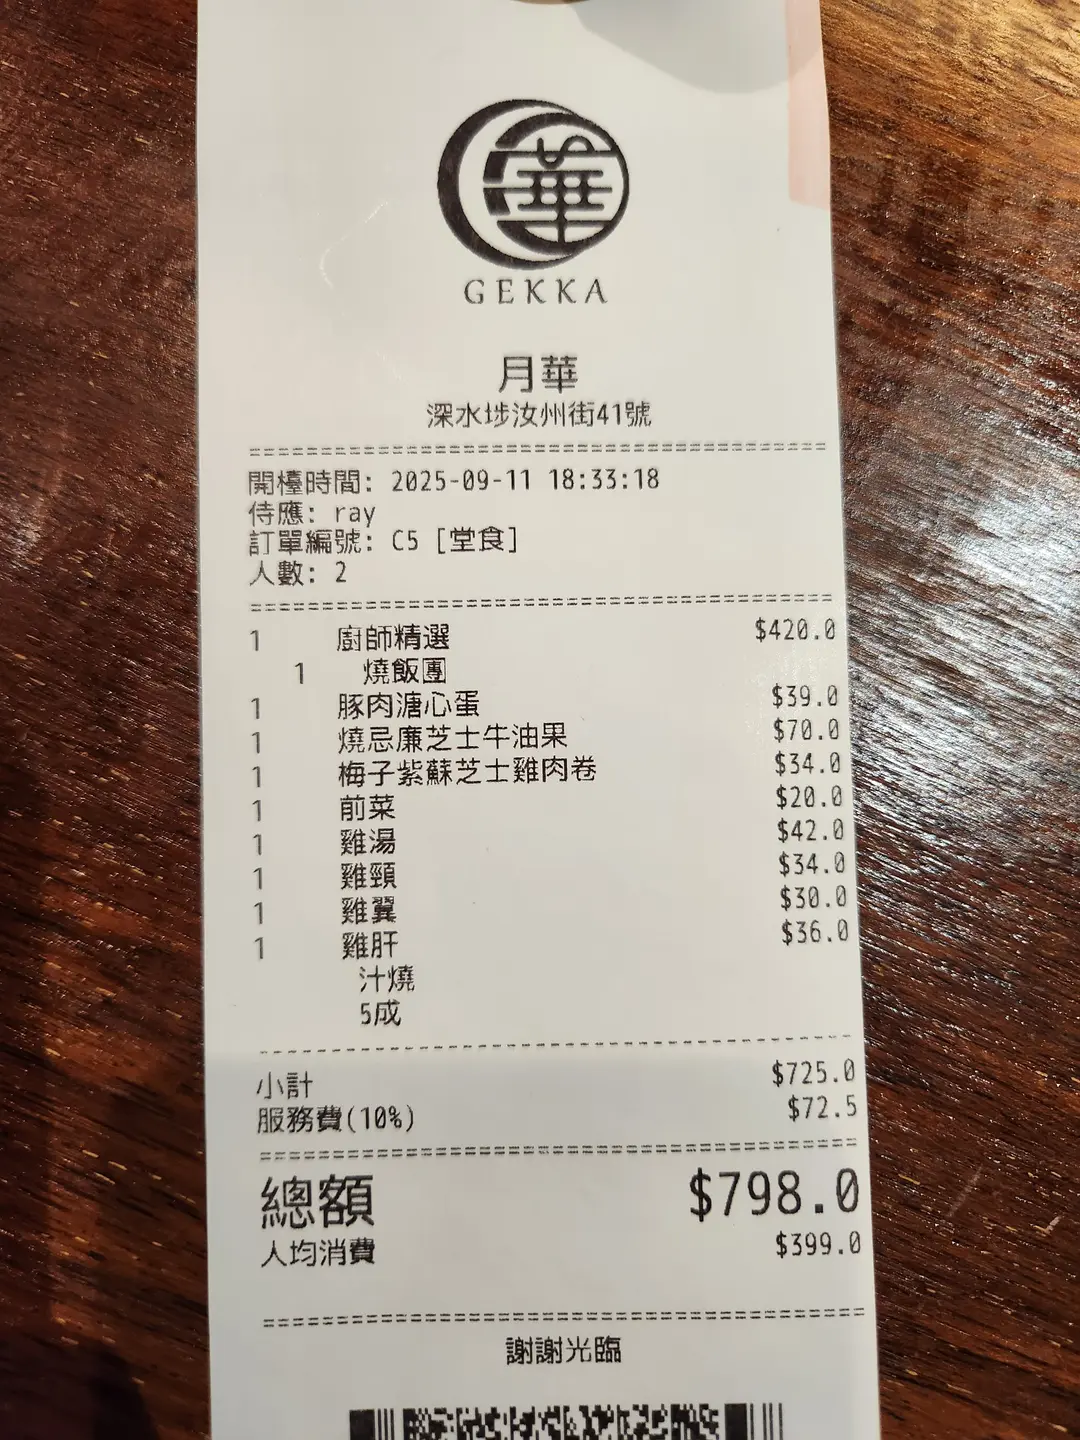 華
GEKKA
月華
深水埗汝州街41號
開檯時間: 2025-09-11 18:33:18
侍應: ray
訂單編號: C5 [堂食]
人數: 2
1 廚師精選 $420.0
1 燒飯團
1 豚肉溏心蛋 $39.0
1 燒忌廉芝士牛油果 $70.0
1 梅子紫蘇芝士雞肉卷 $34.0
1 前菜 $20.0
1 雞湯 $42.0
1 雞頸 $34.0
1 雞翼 $30.0
1 雞肝 $36.0
汁燒
5成
小計 $725.0
服務費(10%) $72.5
總額 $798.0
人均消費 $399.0
謝謝光臨